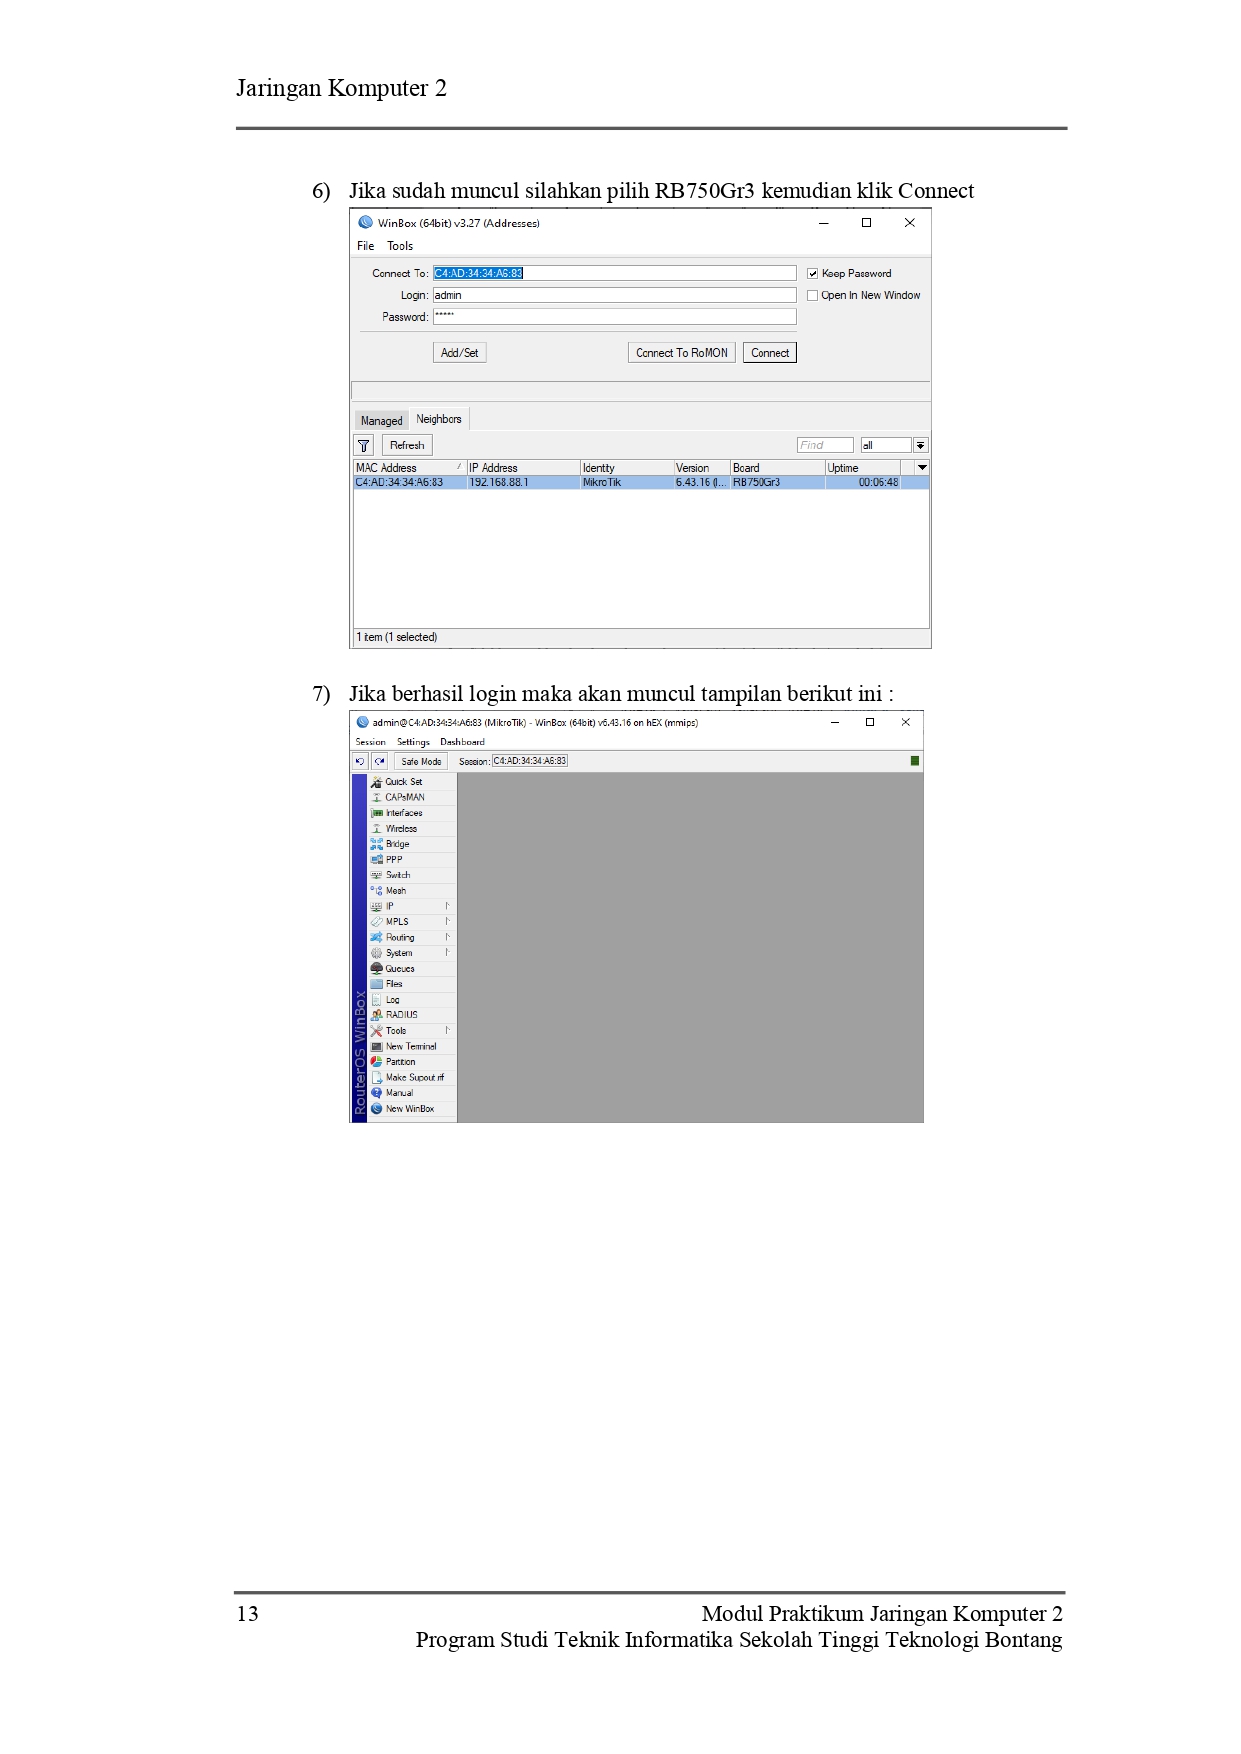 Jaringan Komputer 2
6) Jika sudah muncul silahkan pilih RB750Gr3 kemudian klik Connect
WinBox (64bit) v3.27 (Addresses)
File Tools
Connect To: C4:AD:34:34:A6:83 Keep Password
Login: admin Open In New Window
Password: *****
Add/Set Connect To RoMON Connect
Managed Neighbors
Refresh Find all
MAC Address IP Address Identity Version Board Uptime
C4:AD:34:34:A6:83 192.168.88.1 MikroTik 6.43.16 (l... RB750Gr3 00:06:48
1 item (1 selected)
7) Jika berhasil login maka akan muncul tampilan berikut ini :
admin@C4:AD:34:34:A6:83 (MikroTik) - WinBox (64bit) v6.43.16 on hEX (mmips)
Session Settings Dashboard
Safe Mode Session: C4:AD:34:34:A6:83
Quick Set
CAPsMAN
Interfaces
Wireless
Bridge
PPP
Switch
Mesh
IP
MPLS
Routing
System
Queues
Files
Log
RADIUS
Tools
New Terminal
Partition
Make Supout.rif
Manual
New WinBox
RouterOS WinBox
13 Modul Praktikum Jaringan Komputer 2
Program Studi Teknik Informatika Sekolah Tinggi Teknologi Bontang